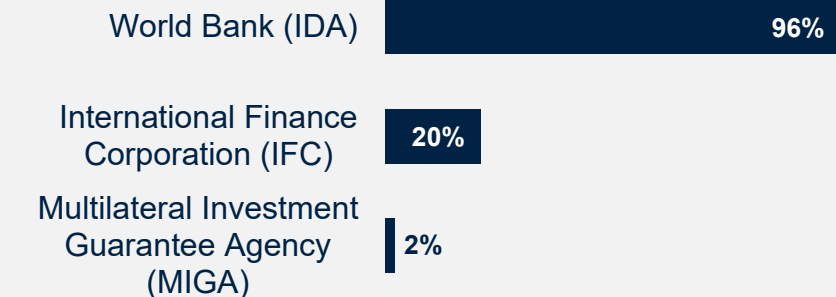 World Bank (IDA) 96%
International Finance
Corporation (IFC) 20%
Multilateral Investment
Guarantee Agency 2%
(MIGA)